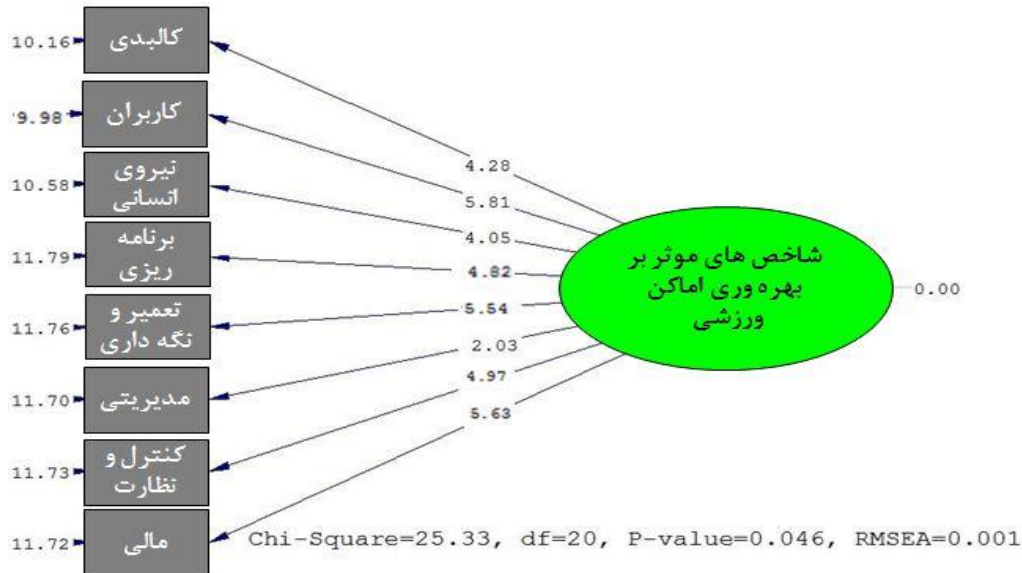 10.16
کالبدی
9.98
کاربران
10.58
نیروی
انسانی
11.79
برنامه
ریزی
11.76
تعمیر و
نگه داری
11.70
مدیریتی
11.73
کنترل و
نظارت
11.72
مالی
4.28
5.81
4.05
4.82
5.54
2.03
4.97
5.63
شاخص های موثر بر
بهره وری اماکن
ورزشی
0.00
Chi-Square=25.33, df=20, P-value=0.046, RMSEA=0.001